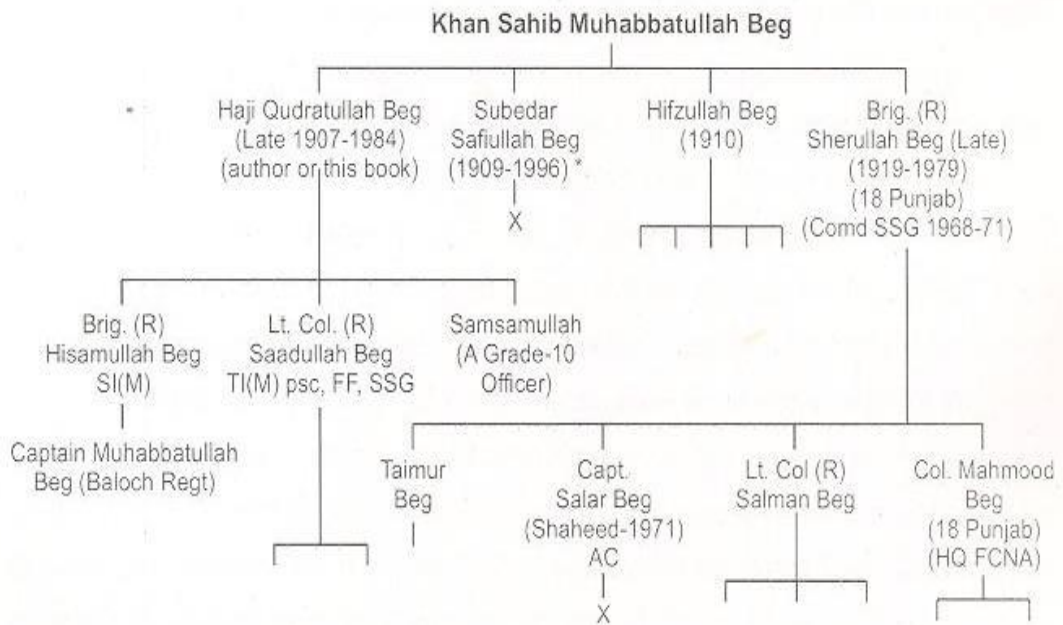 Khan Sahib Muhabbatullah Beg
Haji Qudratullah Beg
(Late 1907-1984)
(author or this book)
Subedar
Safiullah Beg
(1909-1996) *
X
Hifzullah Beg
(1910)
Brig. (R)
Sherullah Beg (Late)
(1919-1979)
(18 Punjab)
(Comd SSG 1968-71)
Brig. (R)
Hisamullah Beg
SI(M)
Lt. Col. (R)
Saadullah Beg
TI(M) psc, FF, SSG
Samsamullah
(A Grade-10
Officer)
Captain Muhabbatullah
Beg (Baloch Regt)
Taimur
Beg
Capt.
Salar Beg
(Shaheed-1971)
AC
X
Lt. Col (R)
Salman Beg
Col. Mahmood
Beg
(18 Punjab)
(HQ FCNA)